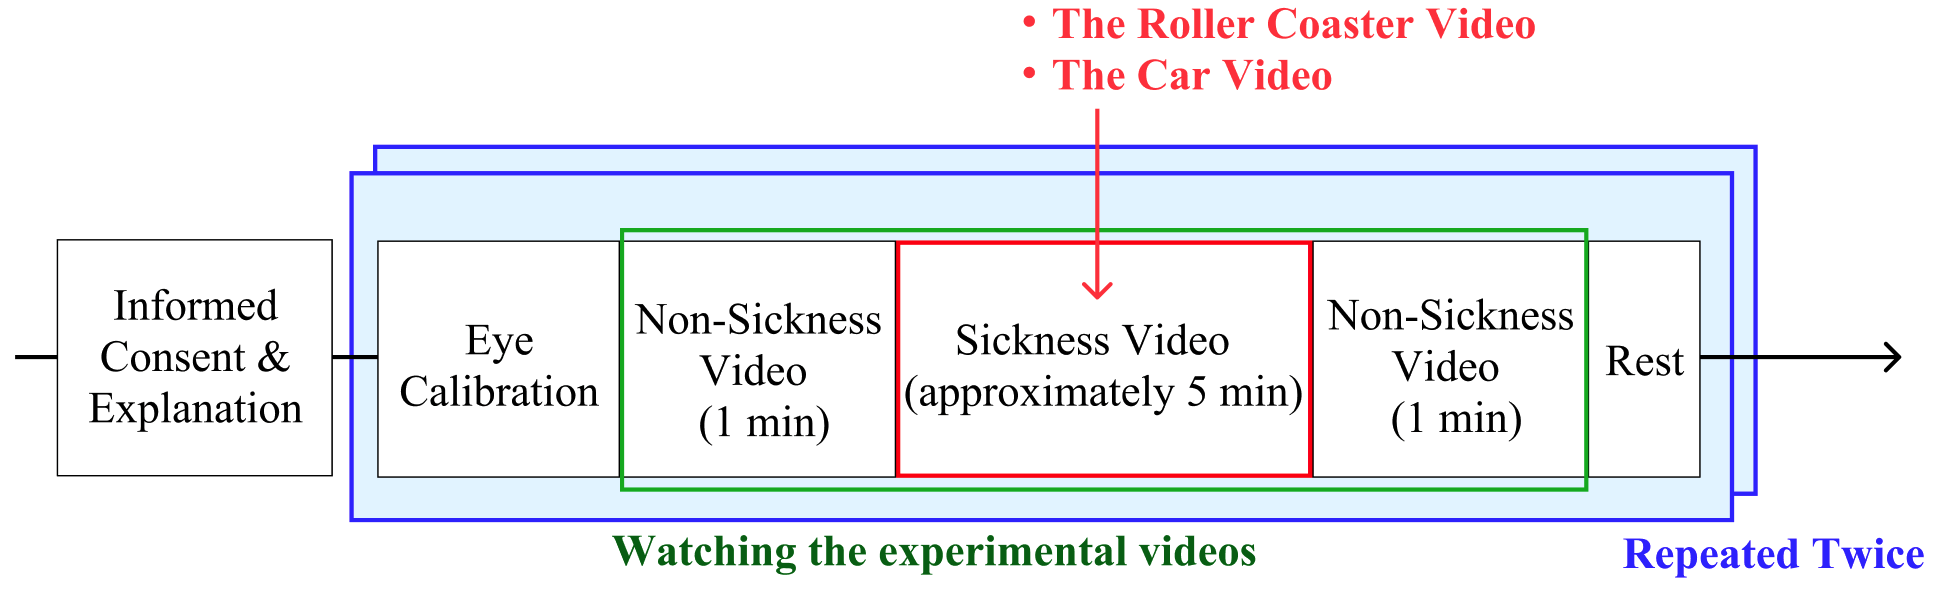 • The Roller Coaster Video
• The Car Video
Informed
Consent &
Explanation
Eye
Calibration
Non-Sickness
Video
(1 min)
Sickness Video
(approximately 5 min)
Non-Sickness
Video
(1 min)
Rest
Watching the experimental videos
Repeated Twice